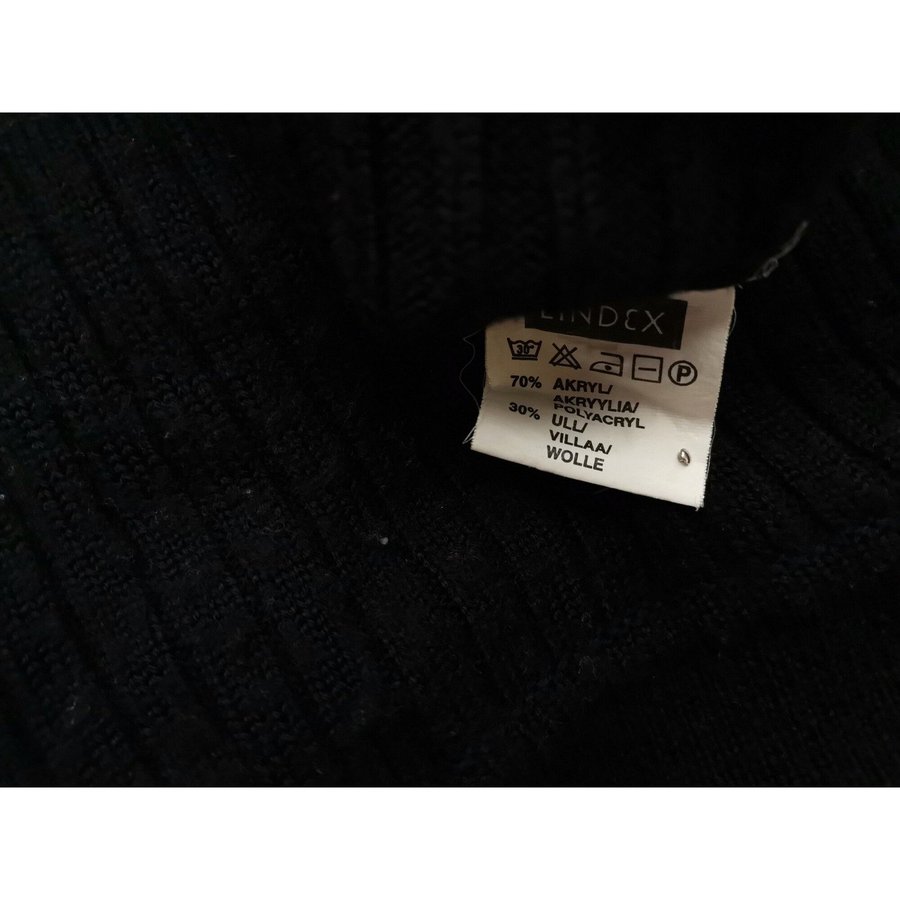 LINDEX
30° P
70% AKRYL/
AKRYYLIA/
POLYACRYL
30% ULL/
VILLAA/
WOLLE